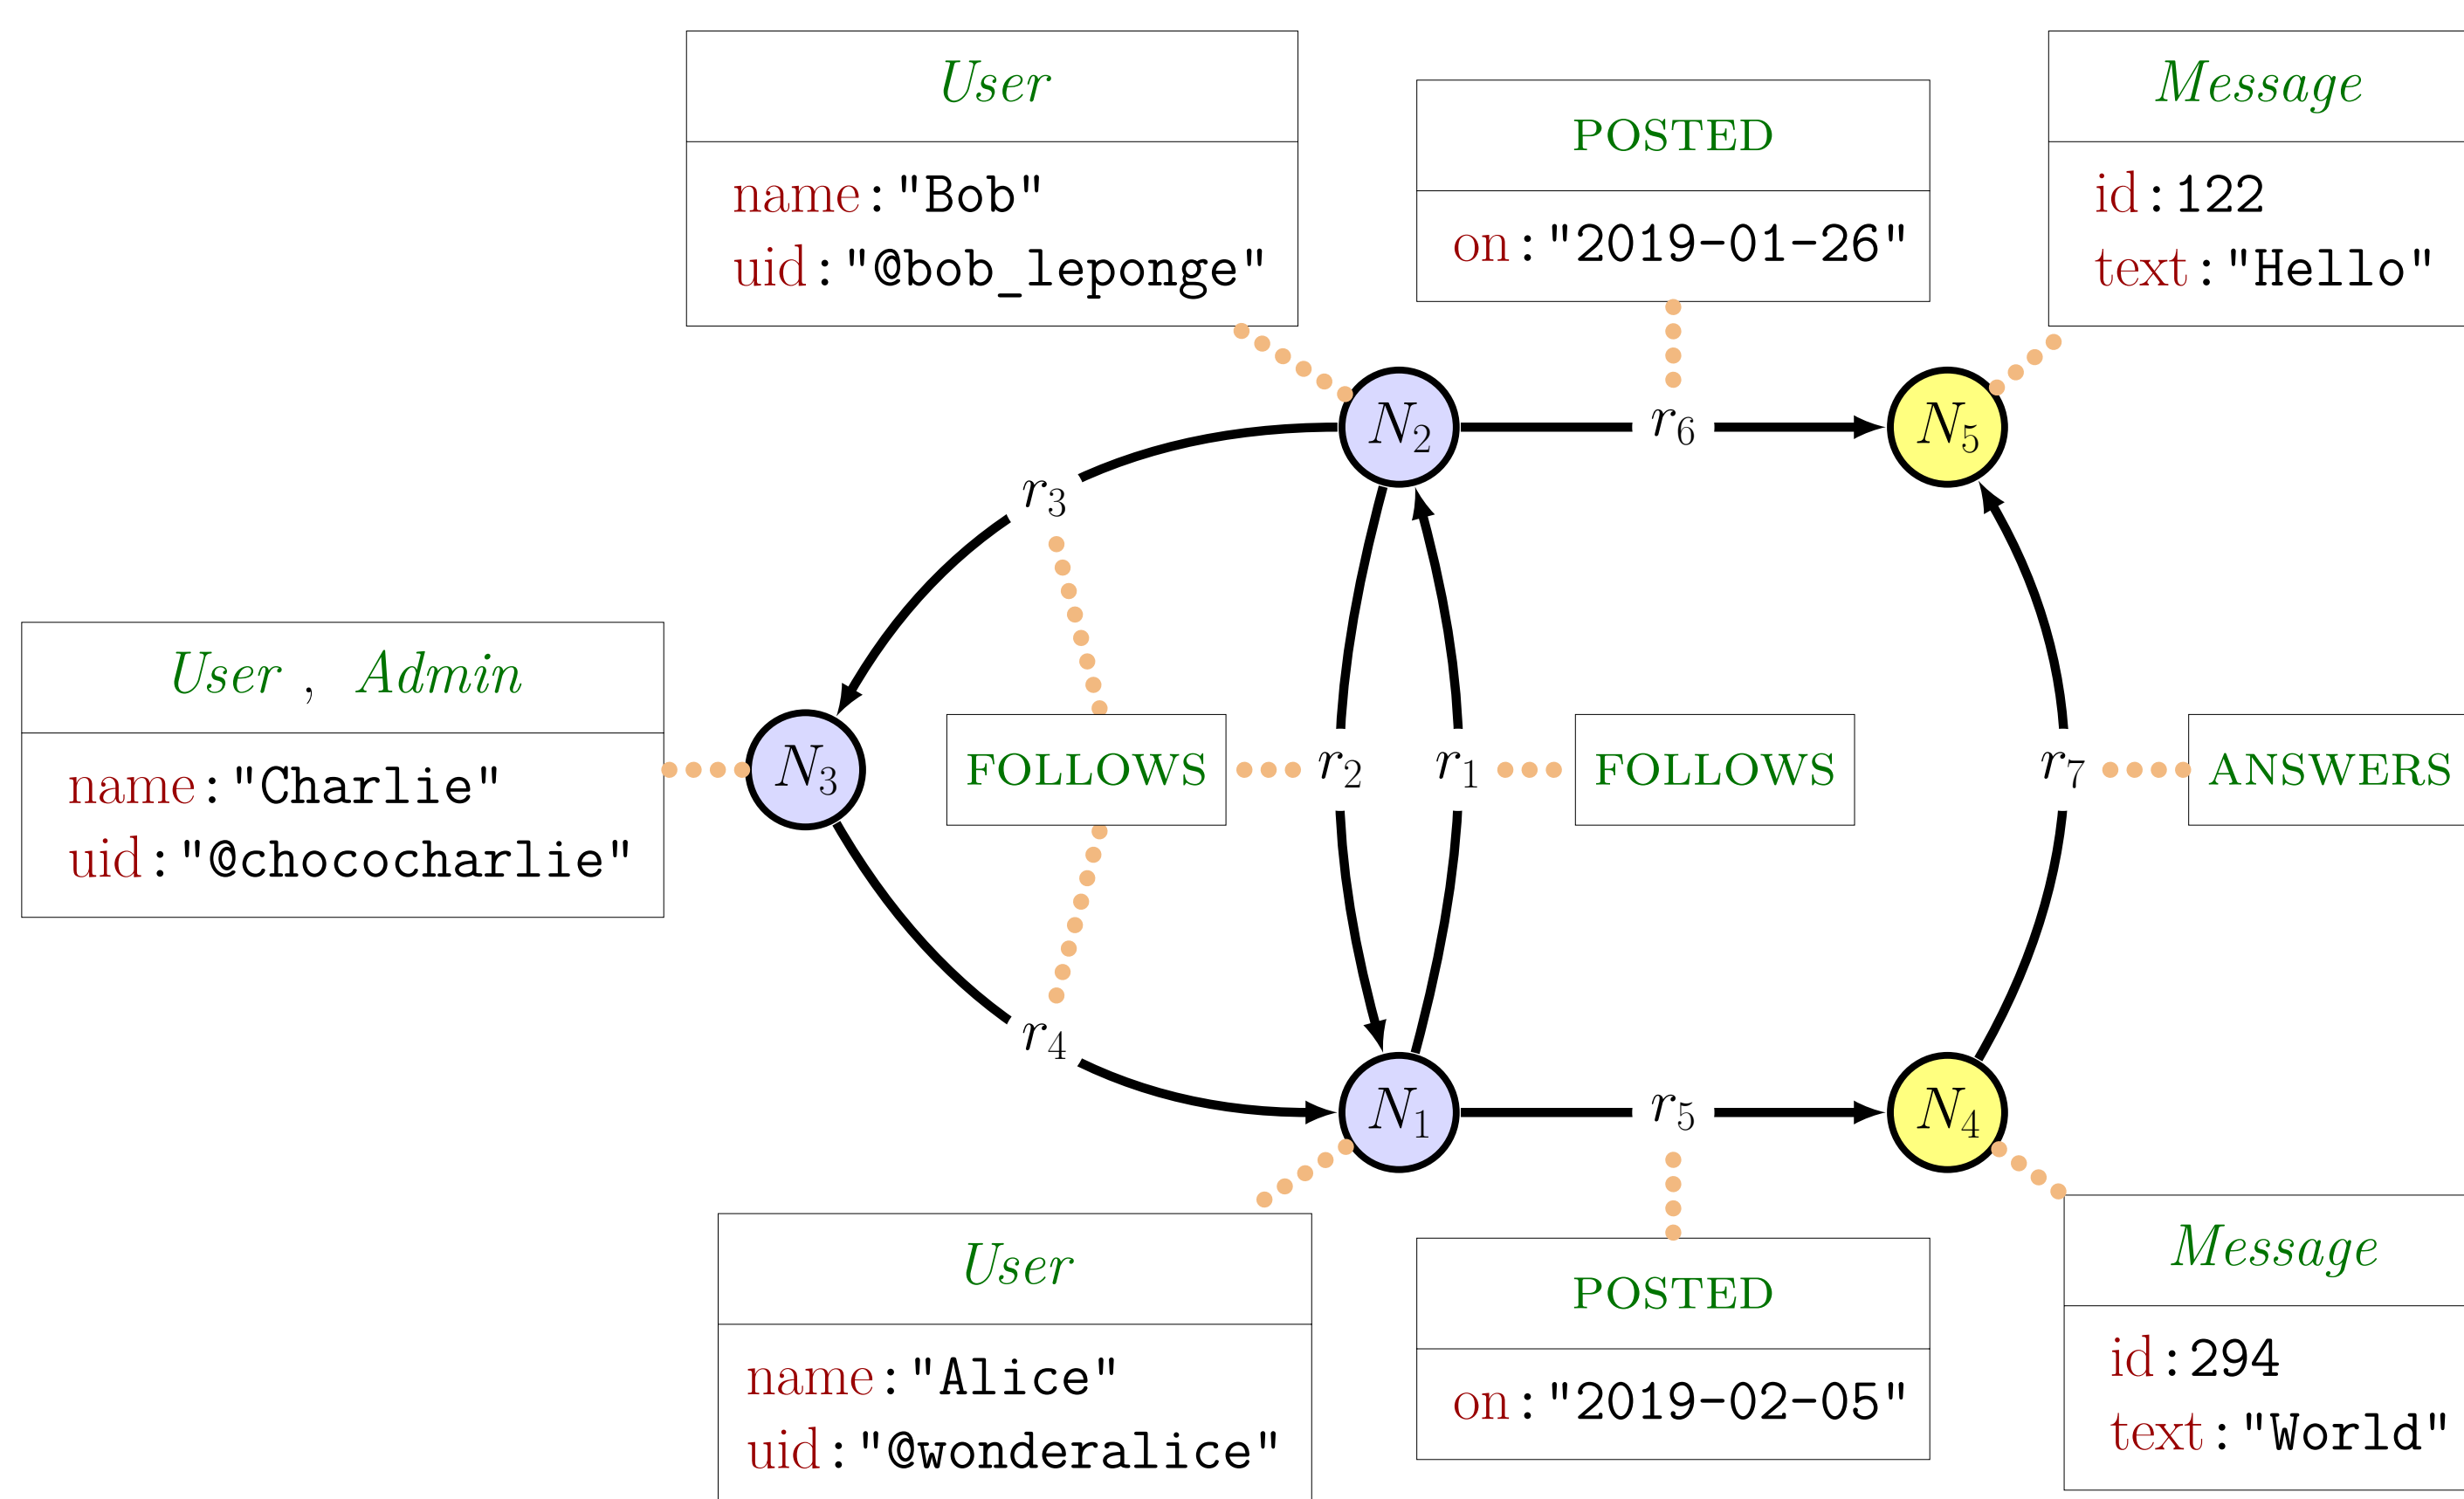 User
name:"Bob"
uid:"@bob_leponge"
POSTED
on:"2019-01-26"
Message
id:122
text:"Hello"
N2
r6
N5
r3
User , Admin
name:"Charlie"
uid:"@chococharlie"
N3
FOLLOWS
r2
r1
FOLLOWS
r7
ANSWERS
r4
N1
r5
N4
User
name:"Alice"
uid:"@wonderalice"
POSTED
on:"2019-02-05"
Message
id:294
text:"World"